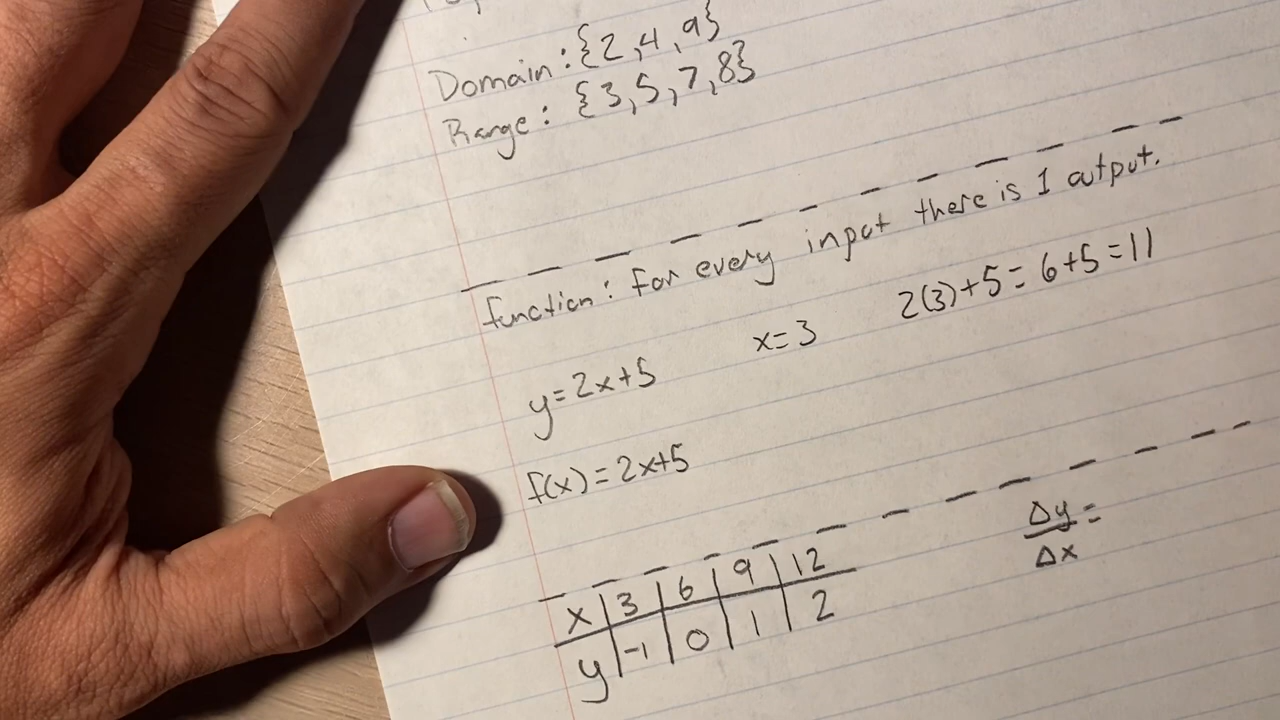 Domain: {2,4,9}
Range: {3,5,7,8}
function: for every input there is 1 output.
y=2x+5 x=3 2(3)+5=6+5=11
f(x)=2x+5
x 3 6 9 12
y -1 0 1 2
Δy/Δx=